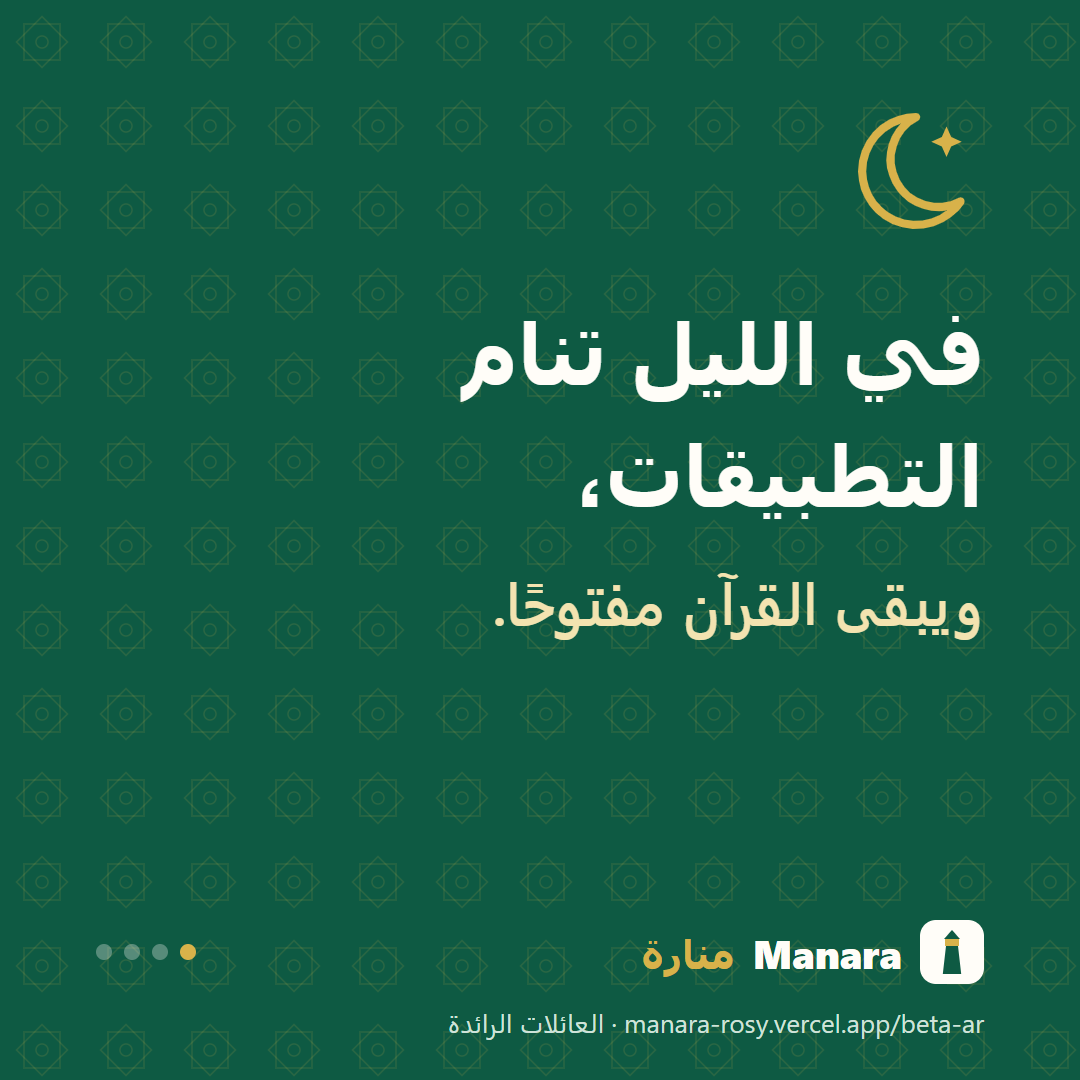 في الليل تنام
التطبيقات،
ويبقى القرآن مفتوحًا.
Manara منارة
manara-rosy.vercel.app/beta-ar · العائلات الرائدة